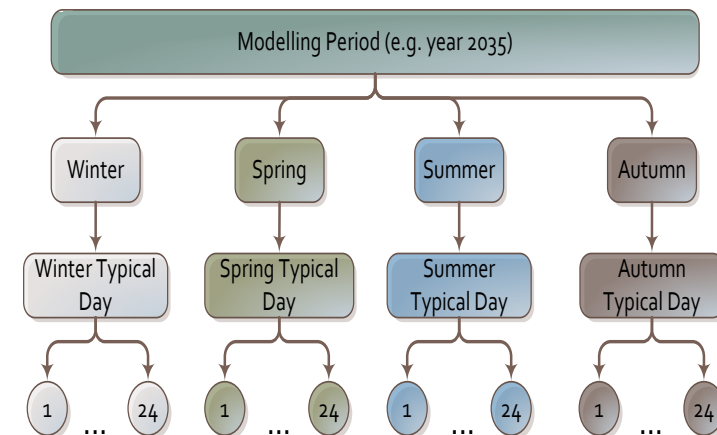 Modelling Period (e.g. year 2035)
Winter
Spring
Summer
Autumn
Winter Typical
Day
Spring Typical
Day
Summer
Typical Day
Autumn
Typical Day
1 ... 24
1 ... 24
1 ... 24
1 ... 24